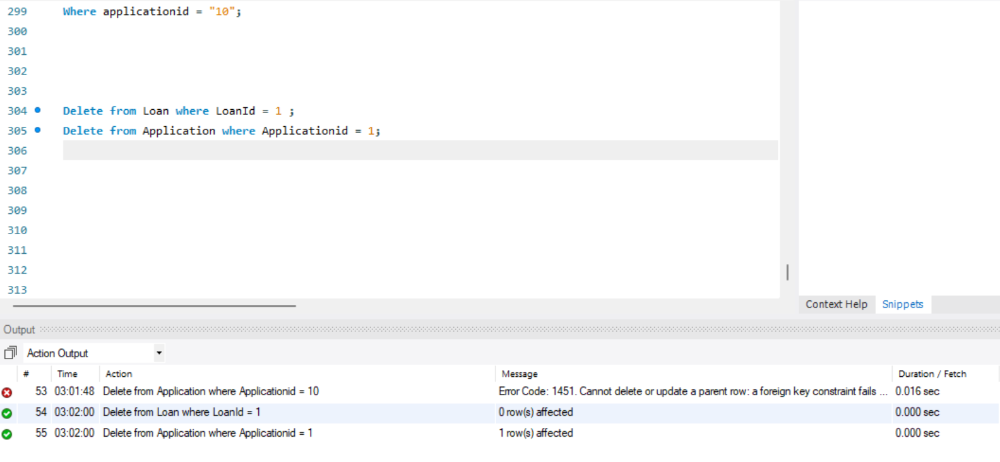 299 Where applicationid = "10";
300
301
302
303
304 Delete from Loan where LoanId = 1 ;
305 Delete from Application where Applicationid = 1;
306
307
308
309
310
311
312
313
Context Help Snippets
Output
Action Output
# Time Action Message Duration / Fetch
53 03:01:48 Delete from Application where Applicationid = 10 Error Code: 1451. Cannot delete or update a parent row: a foreign key constraint fails ... 0.016 sec
54 03:02:00 Delete from Loan where LoanId = 1 0 row(s) affected 0.000 sec
55 03:02:00 Delete from Application where Applicationid = 1 1 row(s) affected 0.000 sec